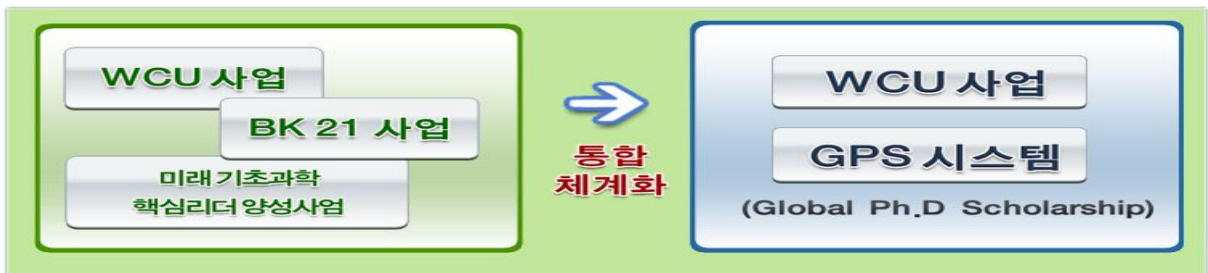 WCU 사업
BK 21 사업
미래 기초과학
핵심리더 양성사업
통합
체계화
WCU 사업
GPS 시스템
(Global Ph.D Scholarship)